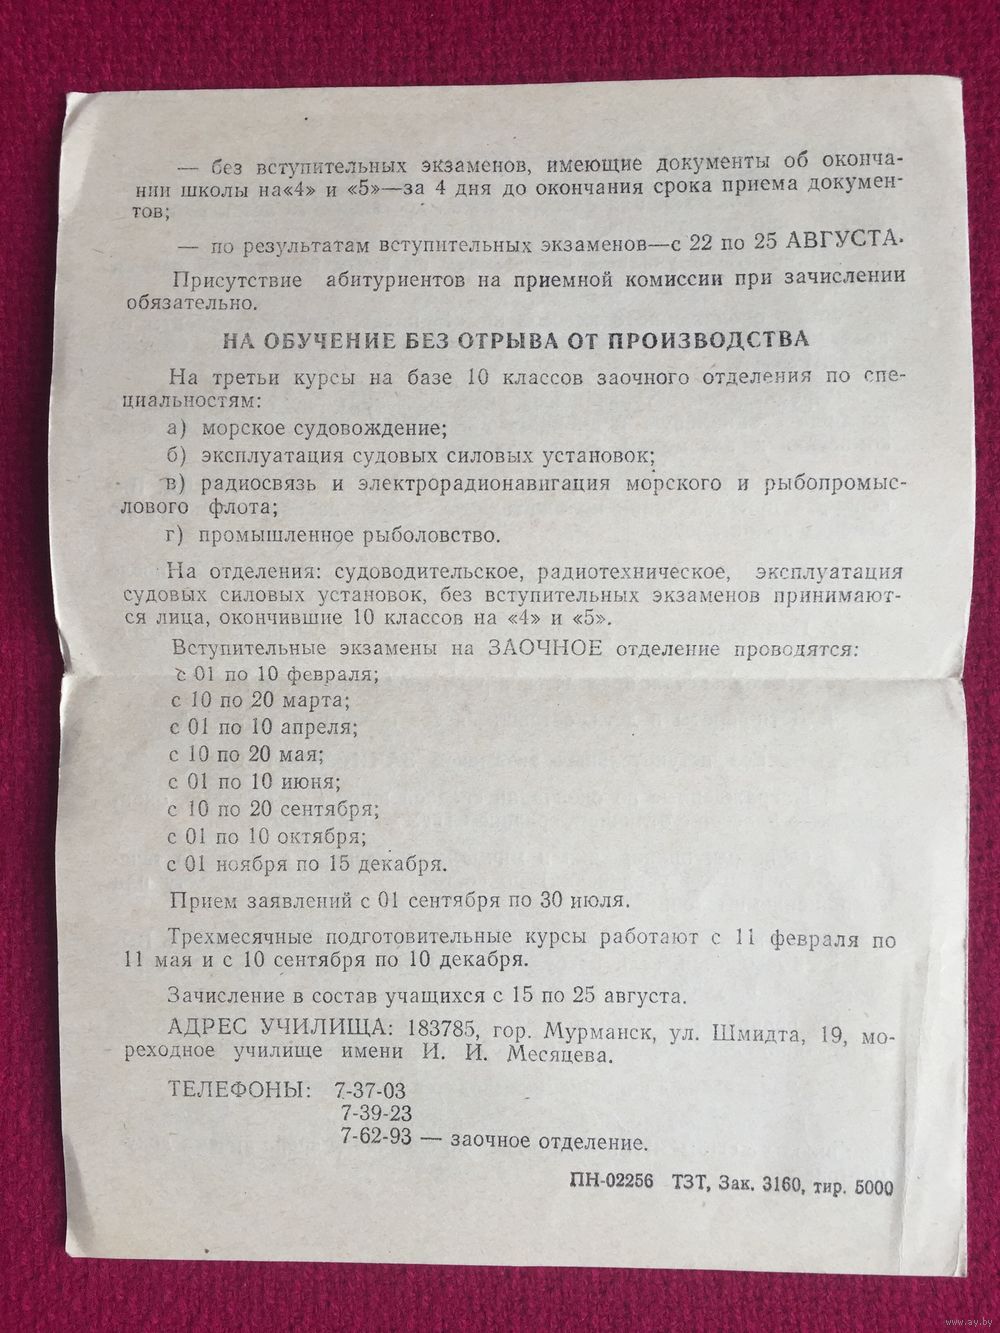 — без вступительных экзаменов, имеющие документы об оконча-
нии школы на«4» и «5»—за 4 дня до окончания срока приема докумен-
тов;
— по результатам вступительных экзаменов—с 22 по 25 АВГУСТА.
Присутствие абитуриентов на приемной комиссии при зачислении
обязательно.
НА ОБУЧЕНИЕ БЕЗ ОТРЫВА ОТ ПРОИЗВОДСТВА
На третьи курсы на базе 10 классов заочного отделения по спе-
циальностям:
а) морское судовождение;
б) эксплуатация судовых силовых установок;
в) радиосвязь и электрорадионавигация морского и рыбопромыс-
лового флота;
г) промышленное рыболовство.
На отделения: судоводительское, радиотехническое, эксплуатация
судовых силовых установок, без вступительных экзаменов принимают-
ся лица, окончившие 10 классов на «4» и «5».
Вступительные экзамены на ЗАОЧНОЕ отделение проводятся:
с 01 по 10 февраля;
с 10 по 20 марта;
с 01 по 10 апреля;
с 10 по 20 мая;
с 01 по 10 июня;
с 10 по 20 сентября;
с 01 по 10 октября;
с 01 ноября по 15 декабря.
Прием заявлений с 01 сентября по 30 июля.
Трехмесячные подготовительные курсы работают с 11 февраля по
11 мая и с 10 сентября по 10 декабря.
Зачисление в состав учащихся с 15 по 25 августа.
АДРЕС УЧИЛИЩА: 183785, гор. Мурманск, ул. Шмидта, 19, мо-
реходное училище имени И. И. Месяцева.
ТЕЛЕФОНЫ: 7-37-03
7-39-23
7-62-93 — заочное отделение.
ПН-02256 ТЗТ, Зак. 3160, тир. 5000
www.ay.by